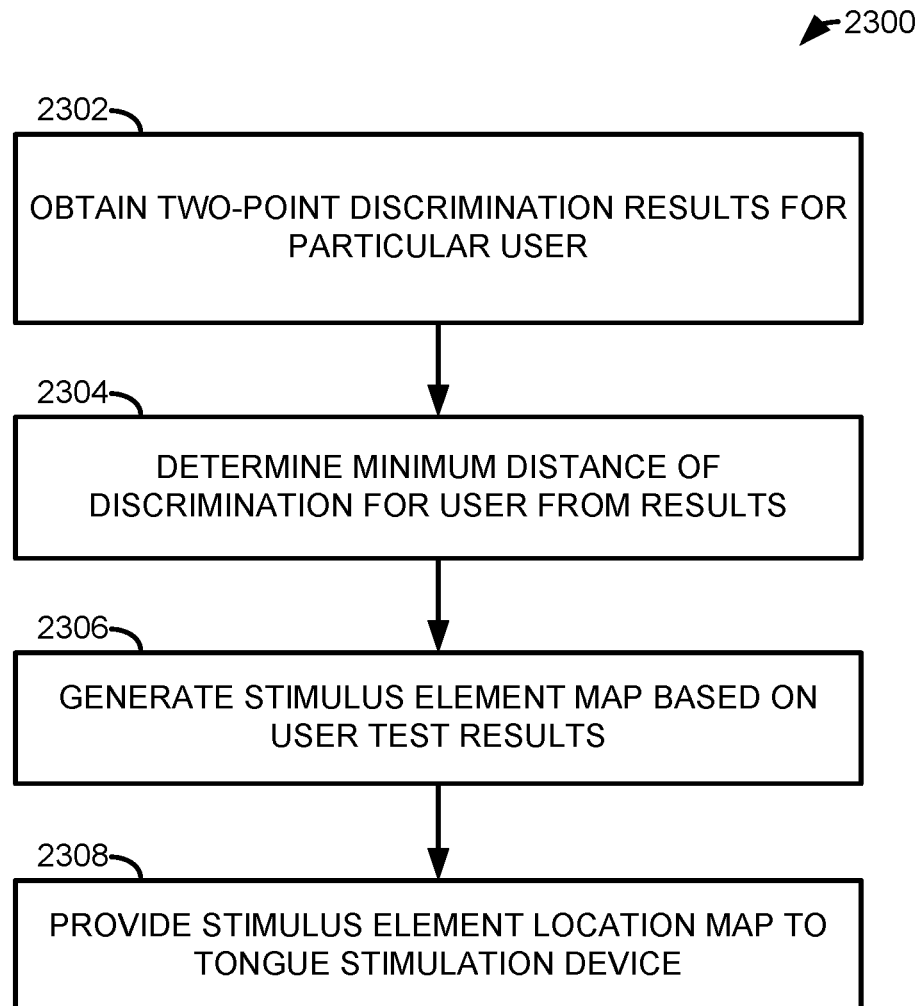 2300
2302
OBTAIN TWO-POINT DISCRIMINATION RESULTS FOR
PARTICULAR USER
2304
DETERMINE MINIMUM DISTANCE OF
DISCRIMINATION FOR USER FROM RESULTS
2306
GENERATE STIMULUS ELEMENT MAP BASED ON
USER TEST RESULTS
2308
PROVIDE STIMULUS ELEMENT LOCATION MAP TO
TONGUE STIMULATION DEVICE